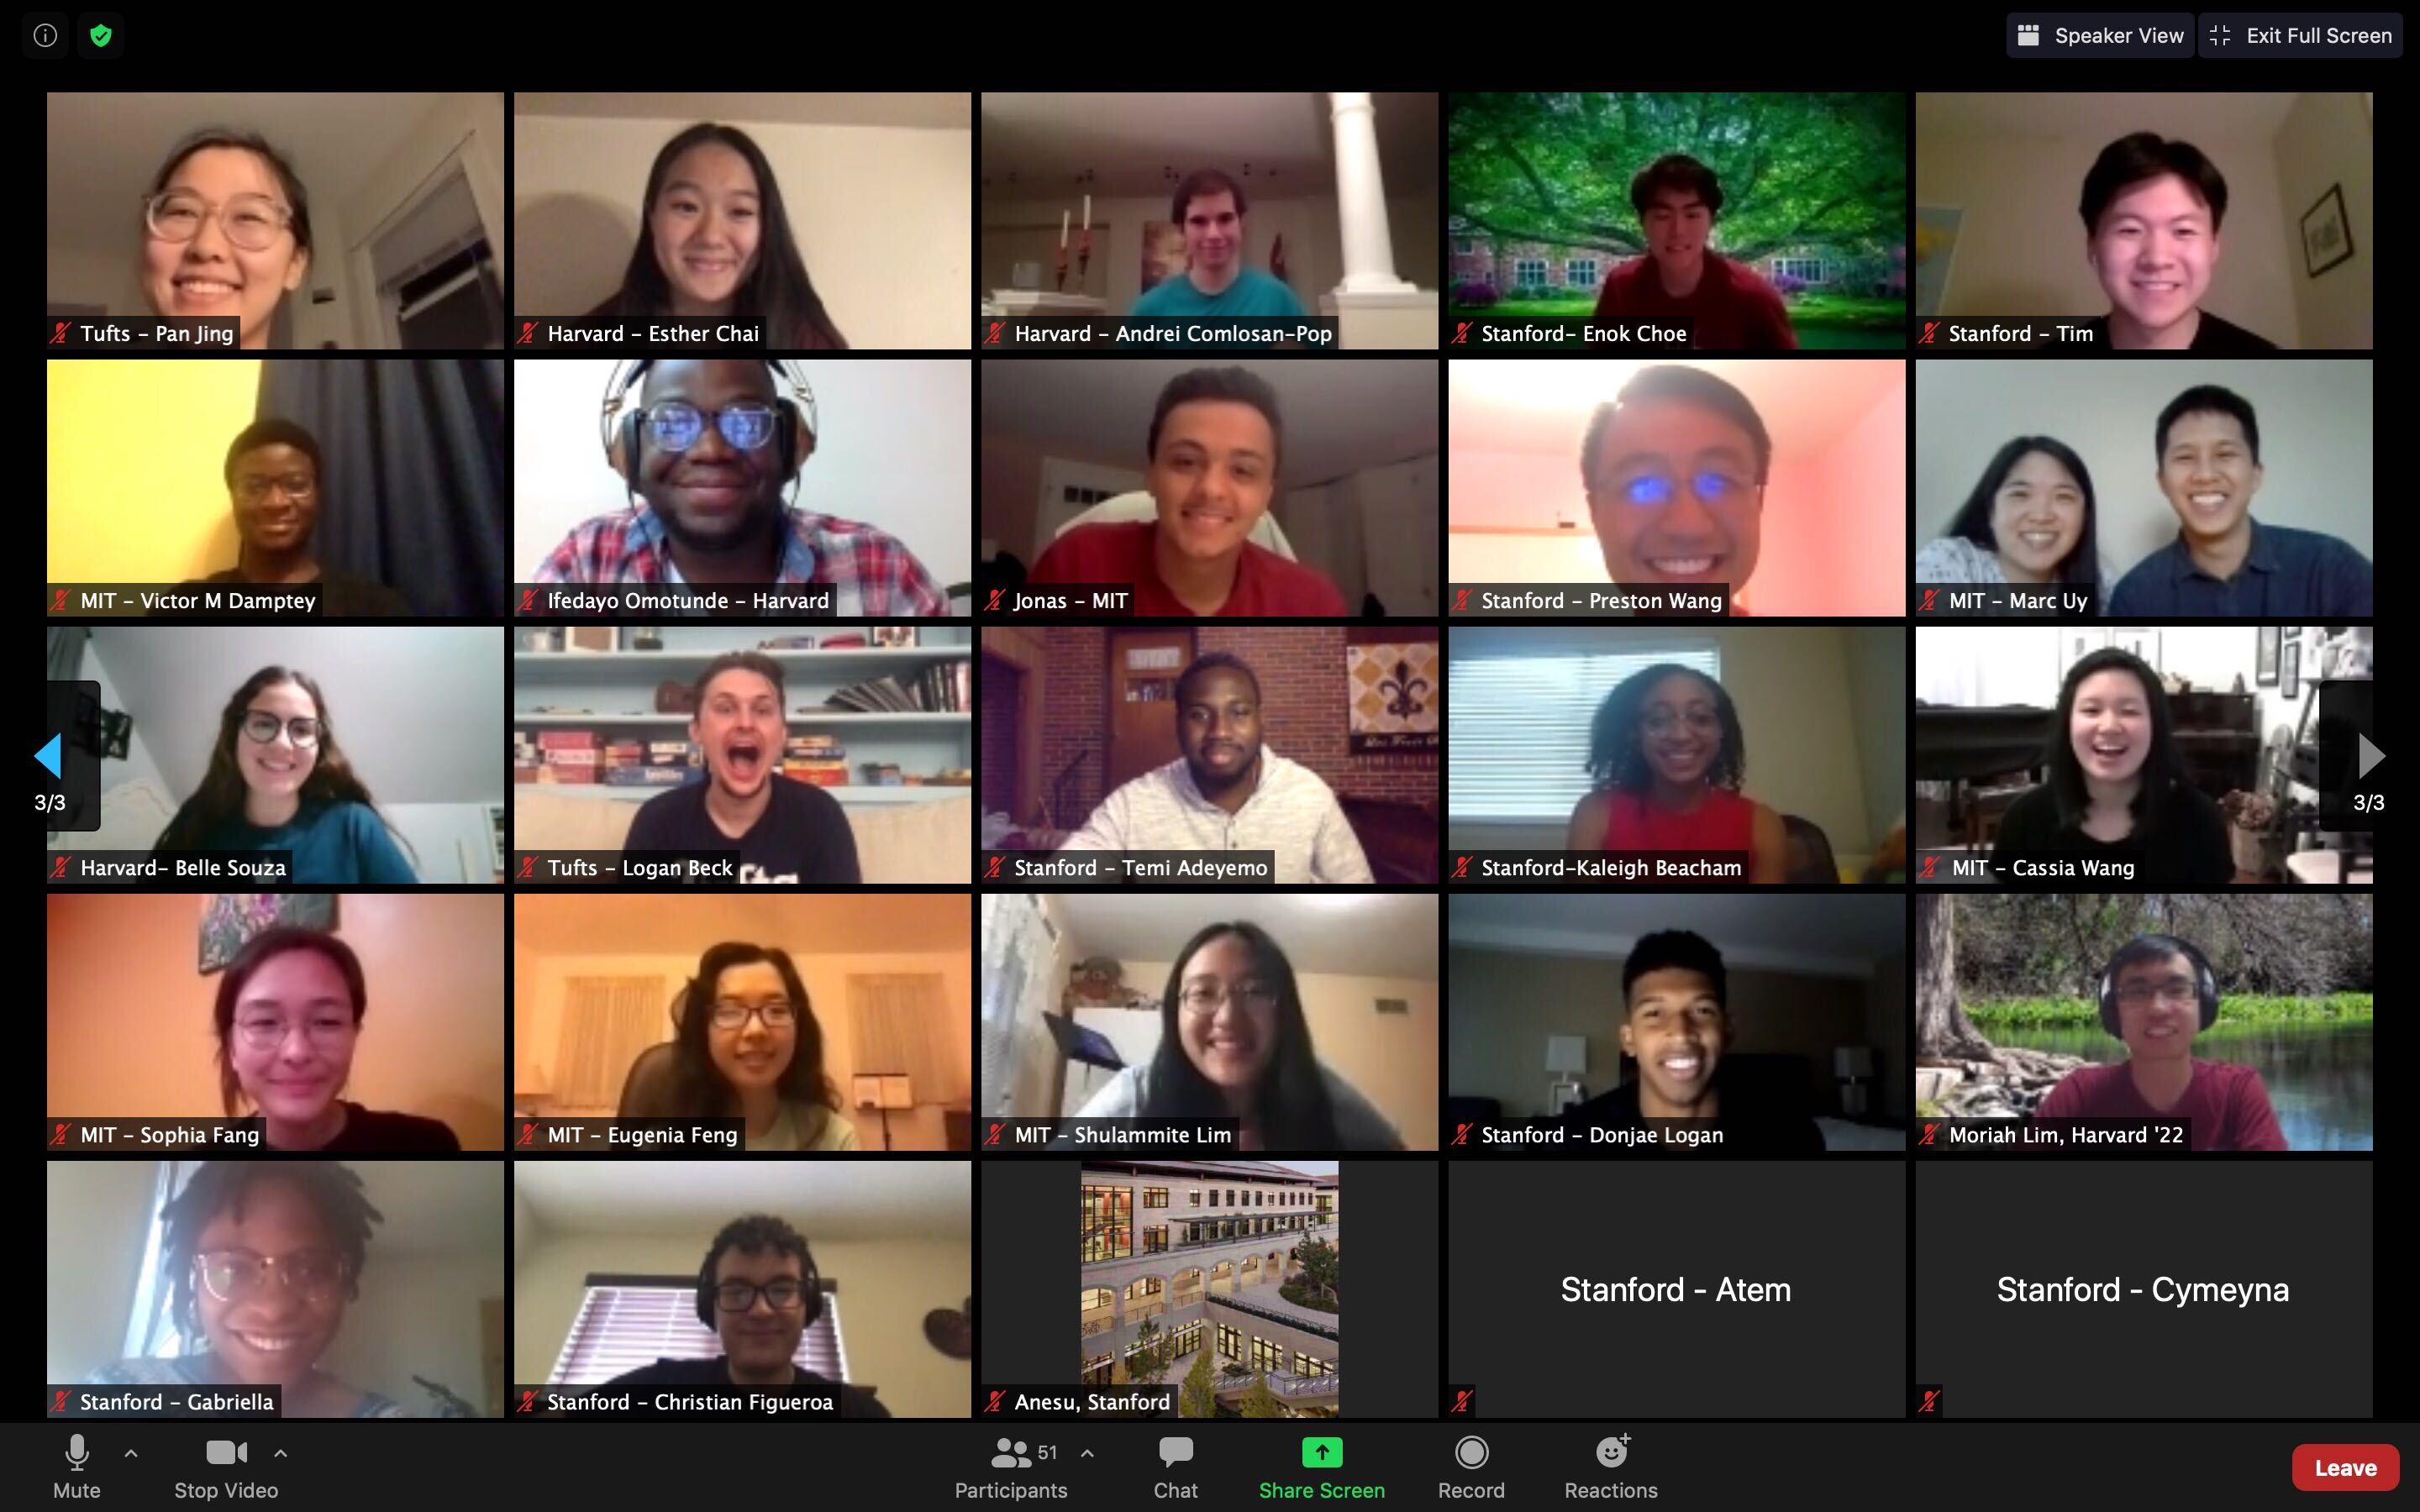 Speaker View
Exit Full Screen
Tufts – Pan Jing
Harvard – Esther Chai
Harvard – Andrei Comlosan-Pop
Stanford– Enok Choe
Stanford – Tim
MIT – Victor M Damptey
Ifedayo Omotunde – Harvard
Jonas – MIT
Stanford – Preston Wang
MIT – Marc Uy
3/3
3/3
Harvard– Belle Souza
Tufts – Logan Beck
Stanford – Temi Adeyemo
Stanford–Kaleigh Beacham
MIT – Cassia Wang
MIT – Sophia Fang
MIT – Eugenia Feng
MIT – Shulammite Lim
Stanford – Donjae Logan
Moriah Lim, Harvard '22
Stanford - Atem
Stanford - Cymeyna
Stanford – Gabriella
Stanford – Christian Figueroa
Anesu, Stanford
51
Mute
Stop Video
Participants
Chat
Share Screen
Record
Reactions
Leave